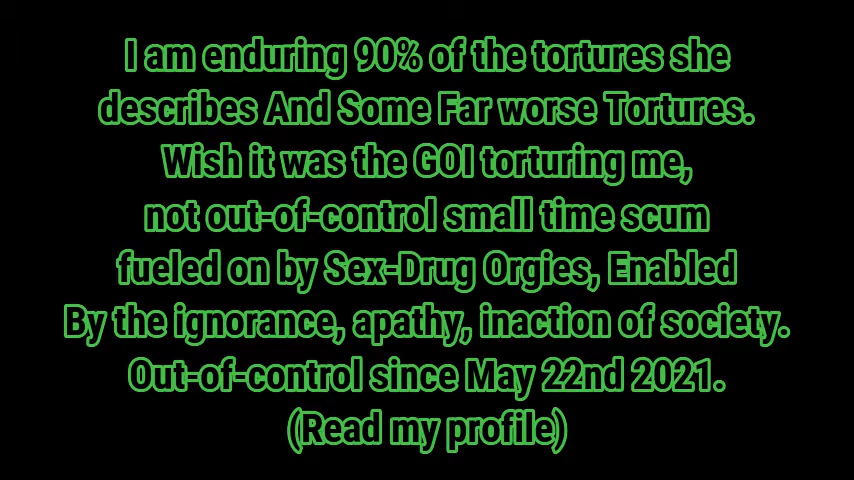 I am enduring 90% of the tortures she
describes And Some Far worse Tortures.
Wish it was the GOI torturing me,
not out-of-control small time scum
fueled on by Sex-Drug Orgies, Enabled
By the ignorance, apathy, inaction of society.
Out-of-control since May 22nd 2021.
(Read my profile)